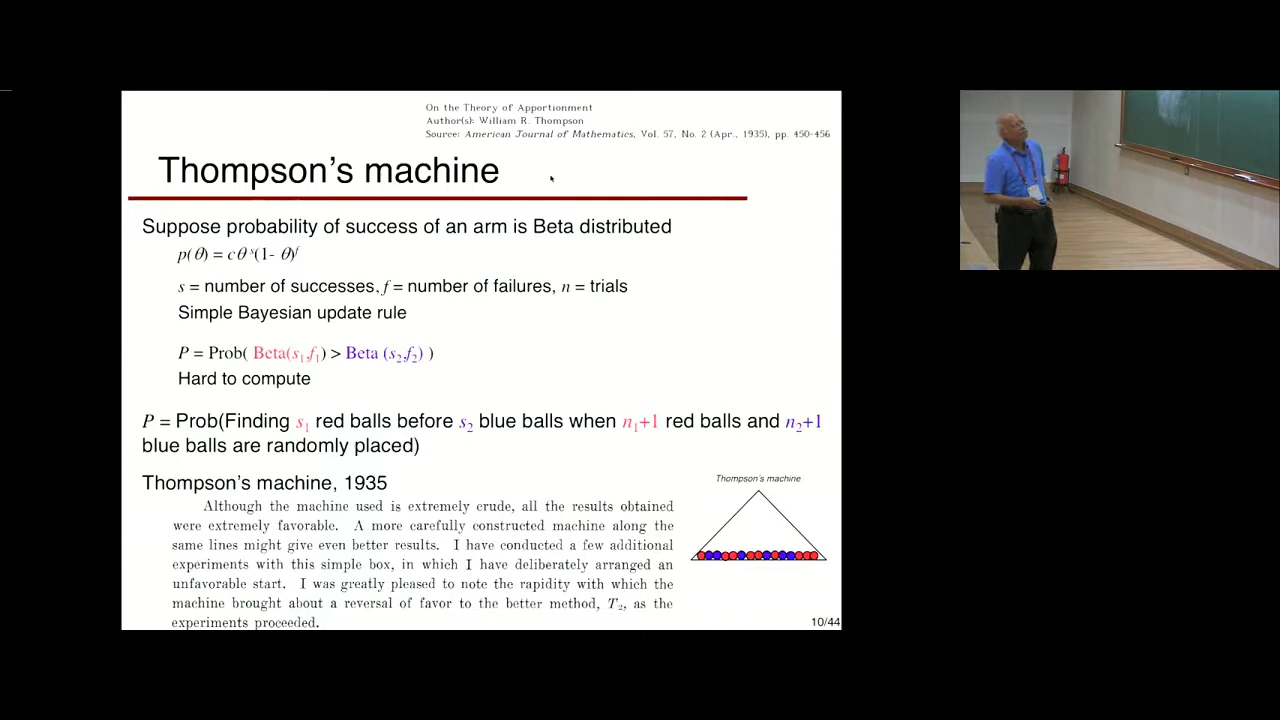 On the Theory of Apportionment
Author(s): William R. Thompson
Source: American Journal of Mathematics, Vol. 57, No. 2 (Apr., 1935), pp. 450-456
Thompson's machine
Suppose probability of success of an arm is Beta distributed
p(θ) = cθ^s(1- θ)^f
s = number of successes, f = number of failures, n = trials
Simple Bayesian update rule
P = Prob( Beta(s₁,f₁) > Beta (s₂,f₂) )
Hard to compute
P = Prob(Finding s₁ red balls before s₂ blue balls when n₁+1 red balls and n₂+1
blue balls are randomly placed)
Thompson's machine, 1935
Although the machine used is extremely crude, all the results obtained
were extremely favorable. A more carefully constructed machine along the
same lines might give even better results. I have conducted a few additional
experiments with this simple box, in which I have deliberately arranged an
unfavorable start. I was greatly pleased to note the rapidity with which the
machine brought about a reversal of favor to the better method, T₂, as the
experiments proceeded.
Thompson's machine
10/44